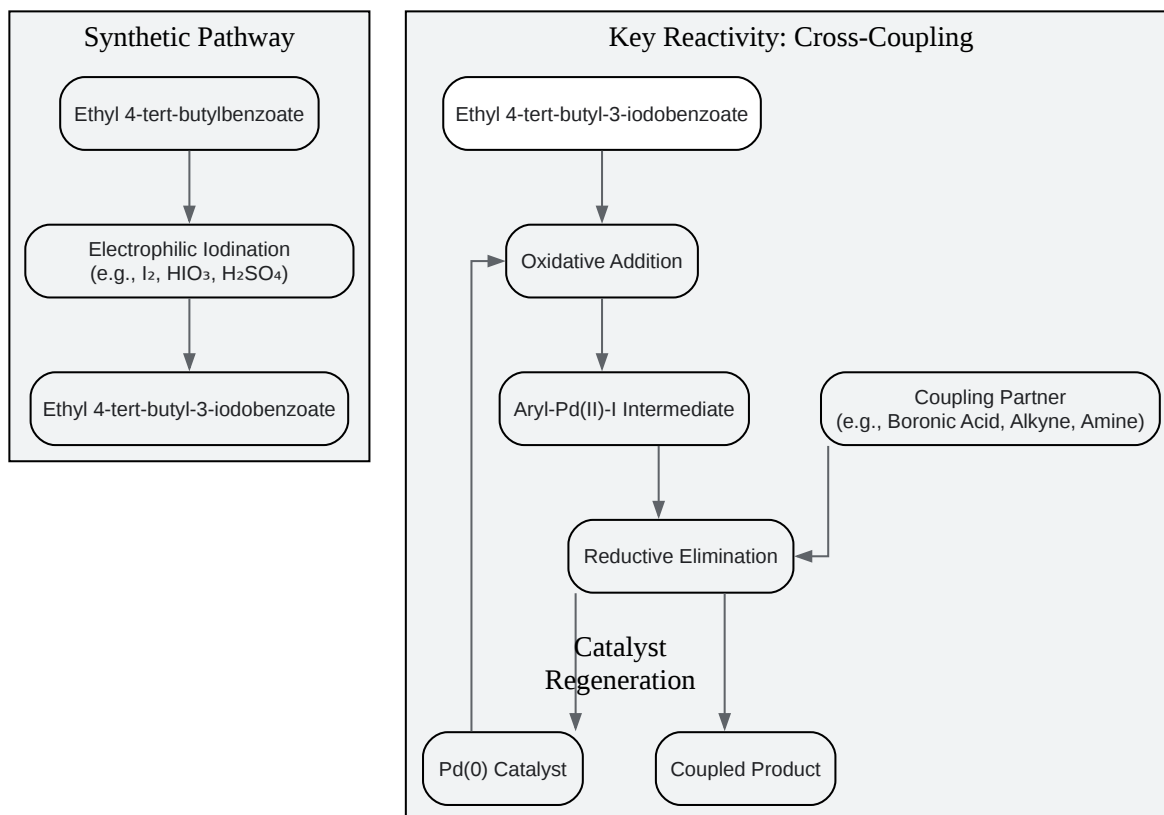 Synthetic Pathway
Ethyl 4-tert-butylbenzoate
Electrophilic Iodination
(e.g., I₂, HIO₃, H₂SO₄)
Ethyl 4-tert-butyl-3-iodobenzoate
Key Reactivity: Cross-Coupling
Ethyl 4-tert-butyl-3-iodobenzoate
Oxidative Addition
Aryl-Pd(II)-I Intermediate
Coupling Partner
(e.g., Boronic Acid, Alkyne, Amine)
Reductive Elimination
Catalyst
Regeneration
Pd(0) Catalyst
Coupled Product